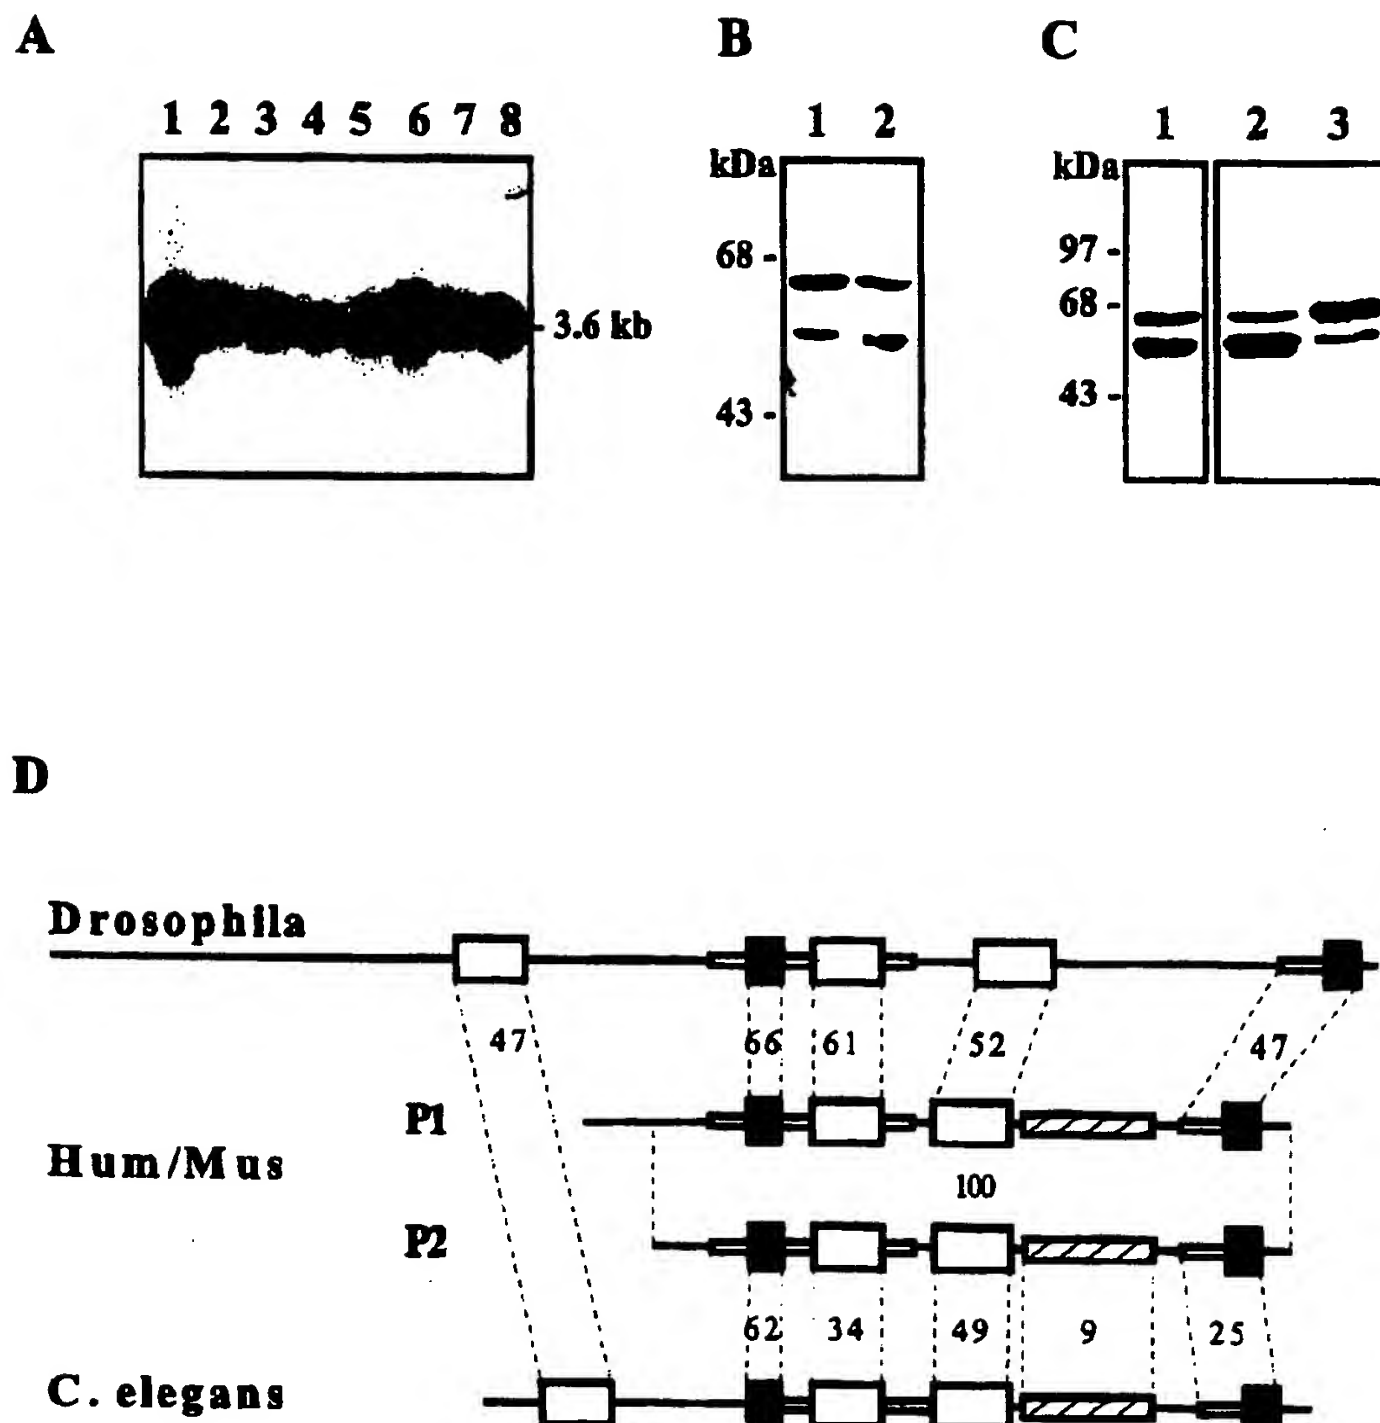 A
1 2 3 4 5 6 7 8
- 3.6 kb
B
1 2
kDa
68 -
43 -
C
1 2 3
kDa
97 -
68 -
43 -
D
Drosophila
47 66 61 52 47
P1
Hum/Mus
100
P2
62 34 49 9 25
C. elegans